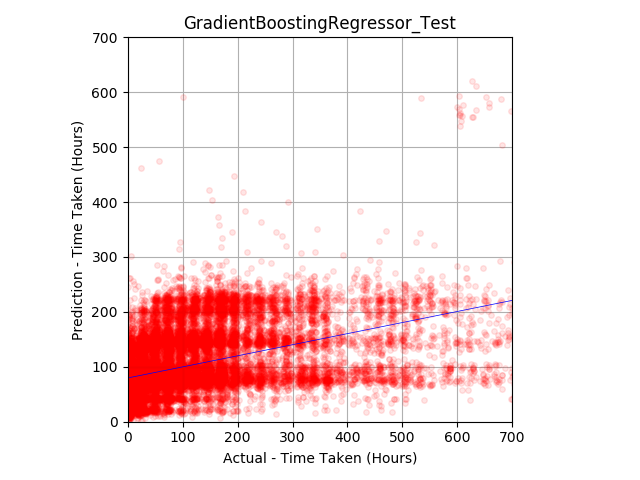 GradientBoostingRegressor_Test
700
600
500
400
300
200
100
0
Prediction - Time Taken (Hours)
0 100 200 300 400 500 600 700
Actual - Time Taken (Hours)